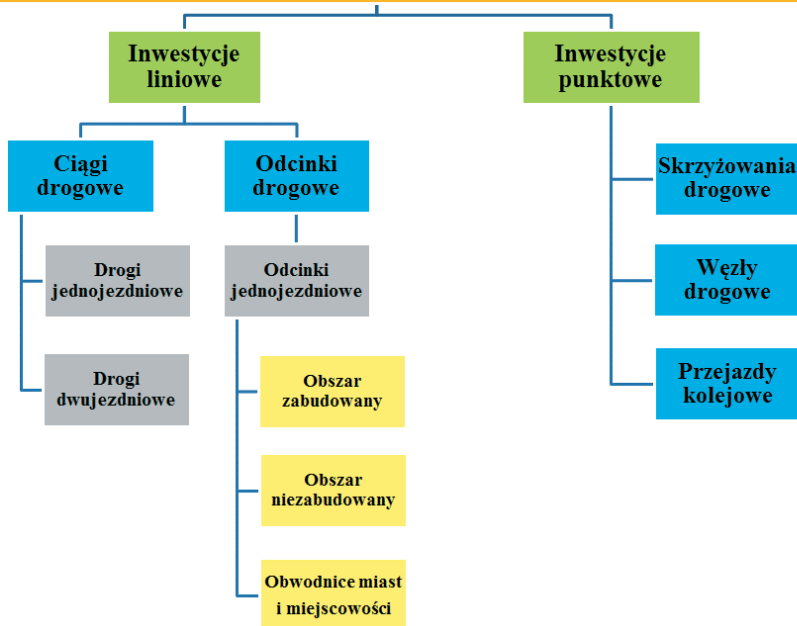 Inwestycje
liniowe
Inwestycje
punktowe
Ciągi
drogowe
Odcinki
drogowe
Skrzyżowania
drogowe
Drogi
jednojezdniowe
Odcinki
jednojezdniowe
Węzły
drogowe
Drogi
dwujezdniowe
Obszar
zabudowany
Przejazdy
kolejowe
Obszar
niezabudowany
Obwodnice miast
i miejscowości